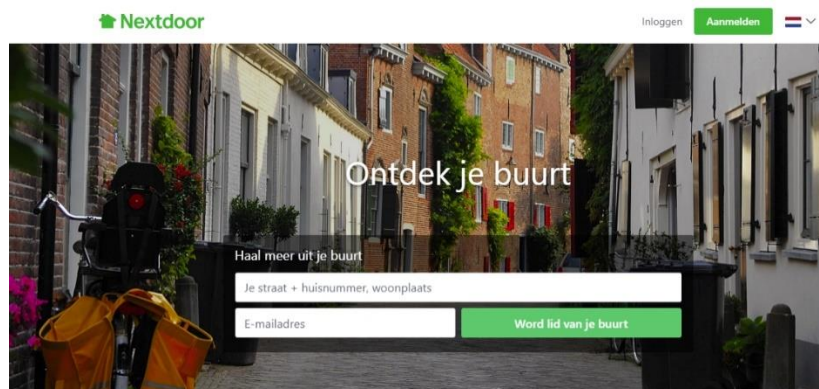 Nextdoor
Inloggen
Aanmelden
Ontdek je buurt
Haal meer uit je buurt
Je straat + huisnummer, woonplaats
E-mailadres
Word lid van je buurt